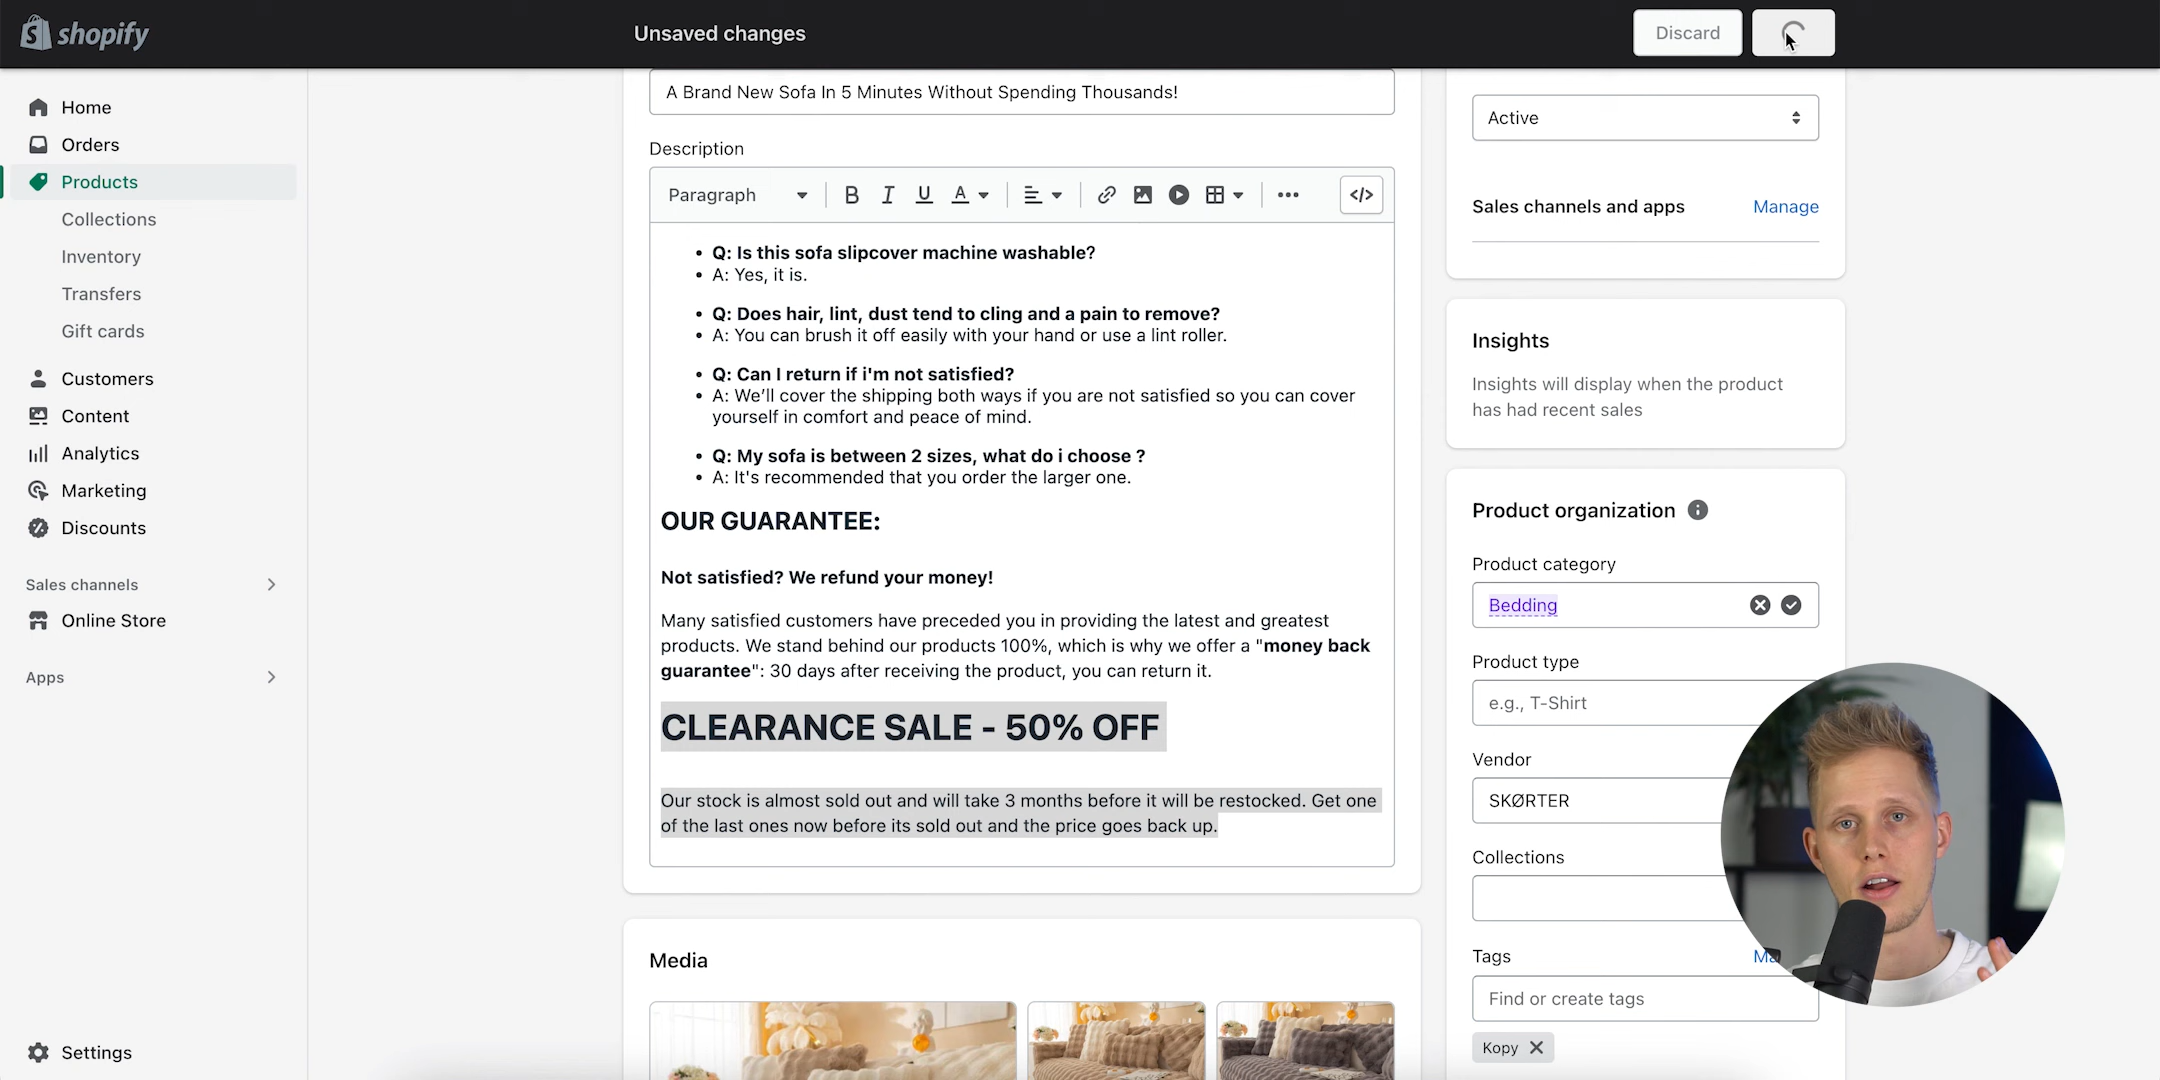 shopify
Unsaved changes
Discard
Home
Orders
Products
Collections
Inventory
Transfers
Gift cards
Customers
Content
Analytics
Marketing
Discounts
Sales channels
Online Store
Apps
Settings
A Brand New Sofa In 5 Minutes Without Spending Thousands!
Description
Paragraph
• Q: Is this sofa slipcover machine washable?
• A: Yes, it is.
• Q: Does hair, lint, dust tend to cling and a pain to remove?
• A: You can brush it off easily with your hand or use a lint roller.
• Q: Can I return if i'm not satisfied?
• A: We'll cover the shipping both ways if you are not satisfied so you can cover
yourself in comfort and peace of mind.
• Q: My sofa is between 2 sizes, what do i choose ?
• A: It's recommended that you order the larger one.
OUR GUARANTEE:
Not satisfied? We refund your money!
Many satisfied customers have preceded you in providing the latest and greatest
products. We stand behind our products 100%, which is why we offer a "money back
guarantee": 30 days after receiving the product, you can return it.
CLEARANCE SALE - 50% OFF
Our stock is almost sold out and will take 3 months before it will be restocked. Get one
of the last ones now before its sold out and the price goes back up.
Media
Active
Sales channels and apps
Manage
Insights
Insights will display when the product
has had recent sales
Product organization
Product category
Bedding
Product type
e.g., T-Shirt
Vendor
SKØRTER
Collections
Tags
Find or create tags
Kopy